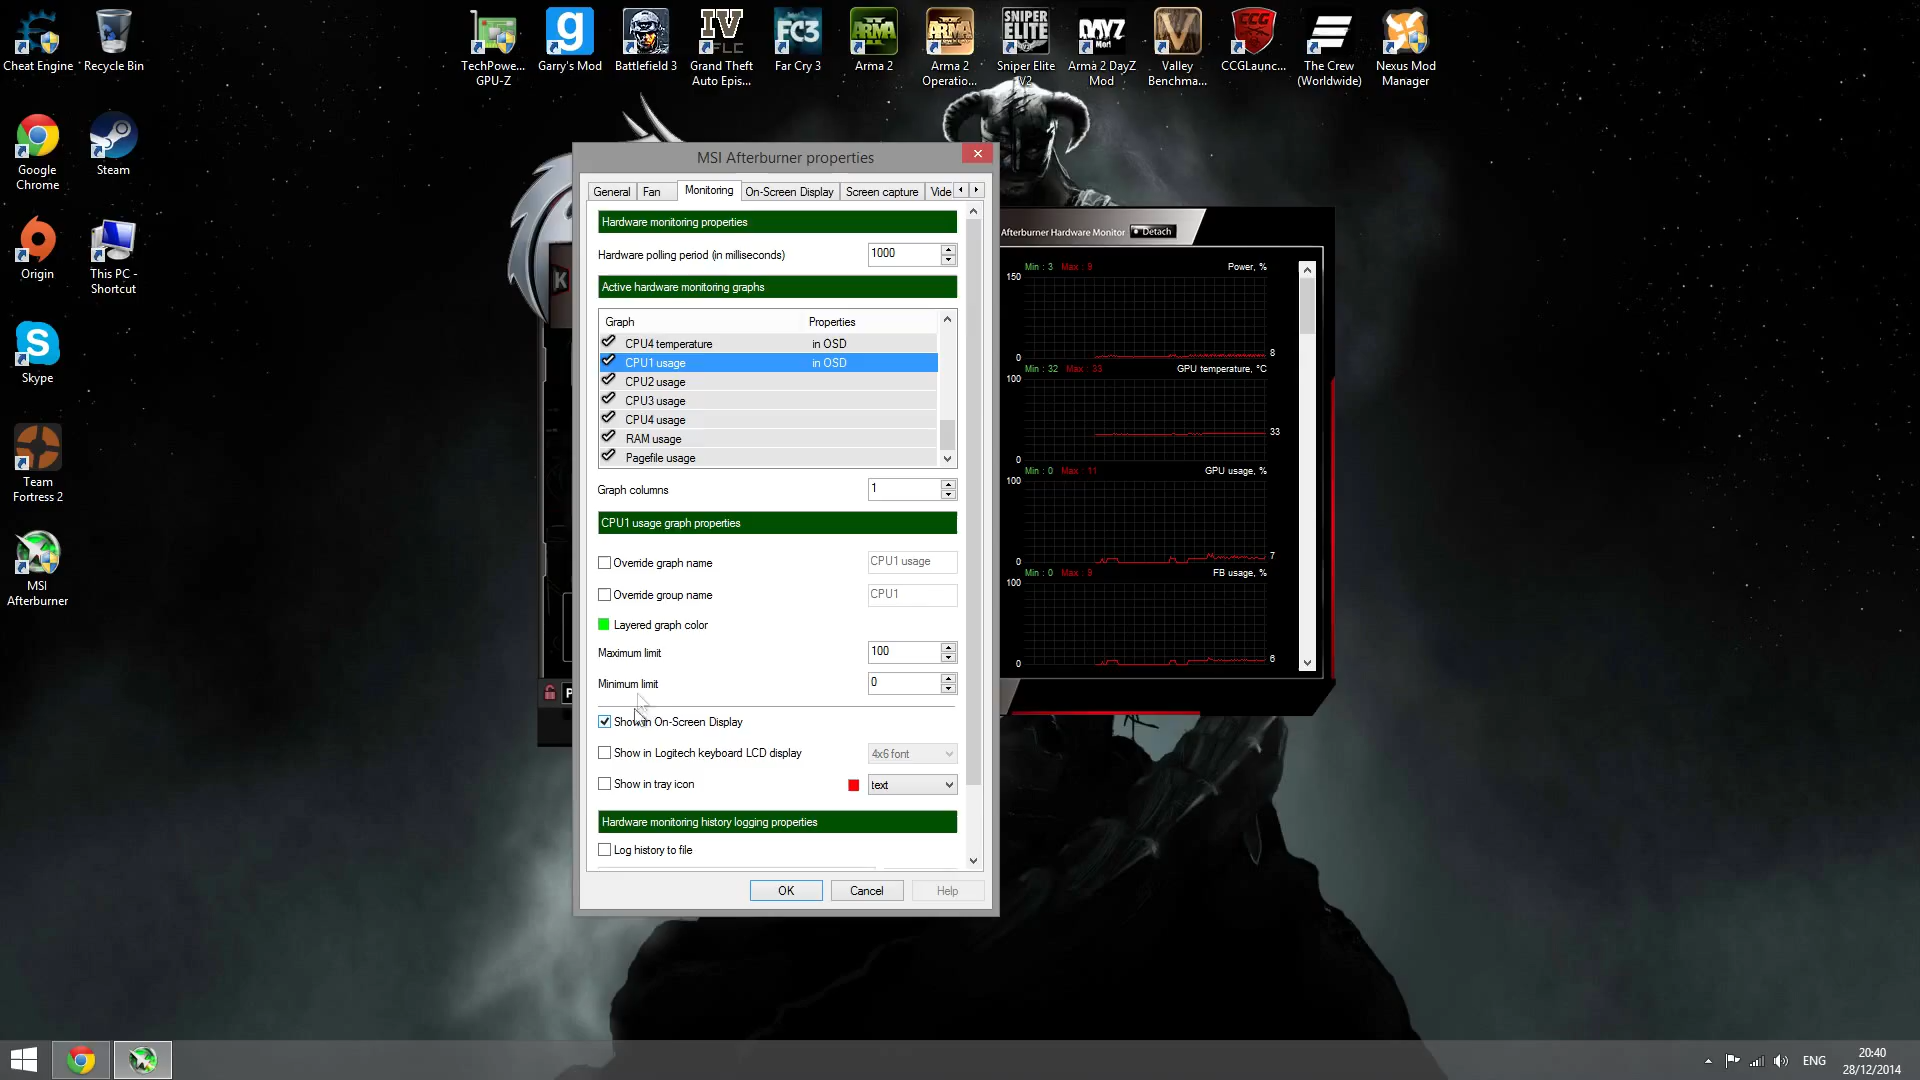 Cheat Engine
Recycle Bin
TechPowe...
GPU-Z
Garry's Mod
Battlefield 3
IV
Grand Theft
Auto Epis...
FC3
Far Cry 3
ARMA
Arma 2
ARMA
Arma 2
Operatio...
SNIPER
ELITE
Sniper Elite
V2
DAYZ
Mod
Arma 2 DayZ
Mod
Valley
Benchma...
CCG
CCGLaunc...
The Crew
(Worldwide)
Nexus Mod
Manager
Google
Chrome
Steam
Origin
This PC -
Shortcut
Skype
Team
Fortress 2
MSI
Afterburner
MSI Afterburner properties
General
Fan
Monitoring
On-Screen Display
Screen capture
Vide
Hardware monitoring properties
Hardware polling period (in milliseconds)
1000
Active hardware monitoring graphs
Graph
Properties
CPU4 temperature
in OSD
CPU1 usage
in OSD
CPU2 usage
CPU3 usage
CPU4 usage
RAM usage
Pagefile usage
Graph columns
1
CPU1 usage graph properties
Override graph name
CPU1 usage
Override group name
CPU1
Layered graph color
Maximum limit
100
Minimum limit
0
Show in On-Screen Display
Show in Logitech keyboard LCD display
4x6 font
Show in tray icon
text
Hardware monitoring history logging properties
Log history to file
OK
Cancel
Help
K
P
Afterburner Hardware Monitor
Detach
Min : 3
Max : 9
Power, %
150
0
8
Min : 32
Max : 33
GPU temperature, °C
100
0
33
Min : 0
Max : 11
GPU usage, %
100
0
7
Min : 0
Max : 9
FB usage, %
100
0
6
ENG
20:40
28/12/2014